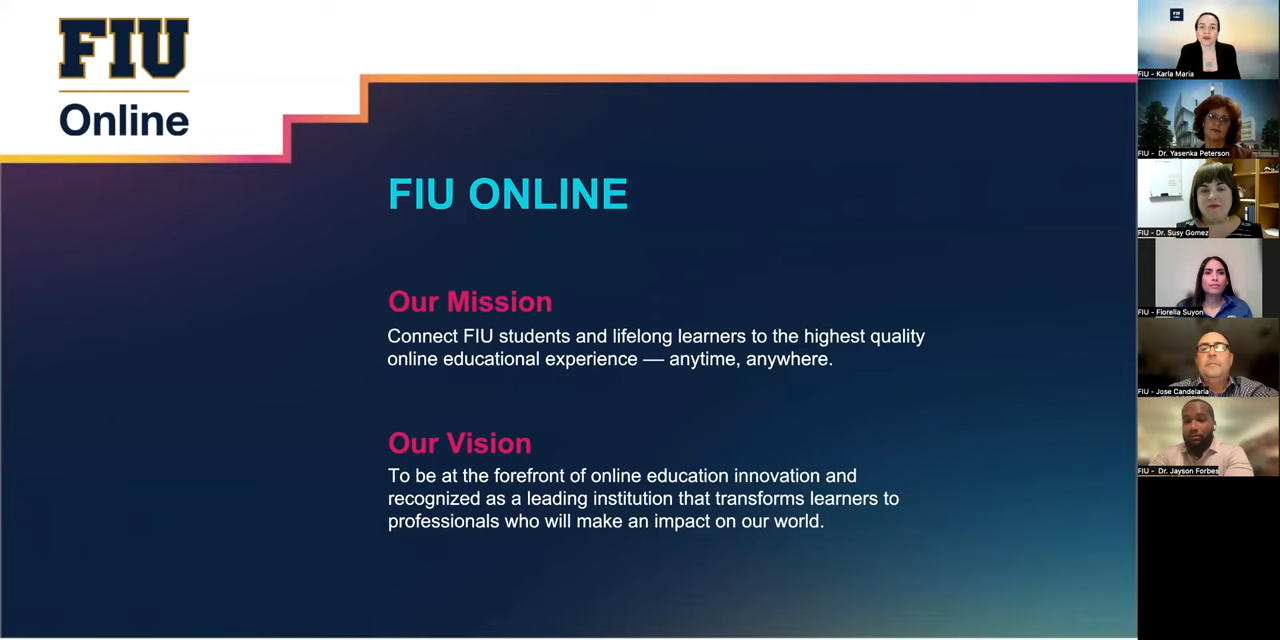 FIU
Online
FIU ONLINE
Our Mission
Connect FIU students and lifelong learners to the highest quality
online educational experience — anytime, anywhere.
Our Vision
To be at the forefront of online education innovation and
recognized as a leading institution that transforms learners to
professionals who will make an impact on our world.
FIU
FIU - Karla Maria
FIU - Dr. Yasenka Peterson
FIU - Dr. Susy Gomez
FIU - Fiorella Suyon
FIU - Jose Candelaria
FIU - Dr. Jayson Forbes